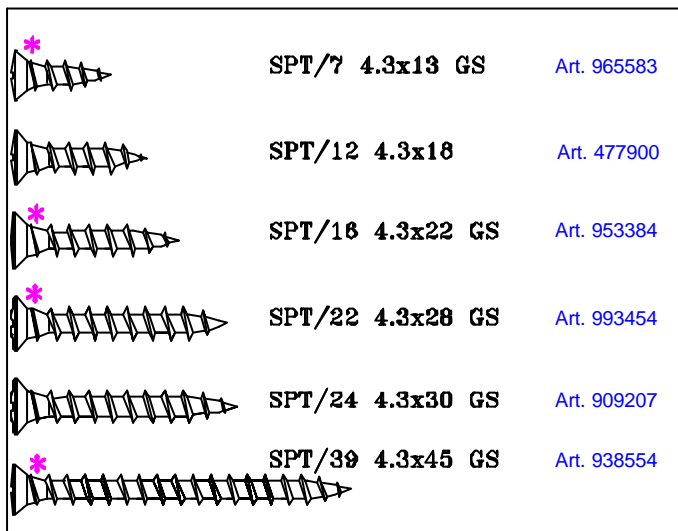 * SPT/7 4.3x13 GS Art. 965583
SPT/12 4.3x18 Art. 477900
* SPT/16 4.3x22 GS Art. 953384
* SPT/22 4.3x28 GS Art. 993454
SPT/24 4.3x30 GS Art. 909207
* SPT/39 4.3x45 GS Art. 938554